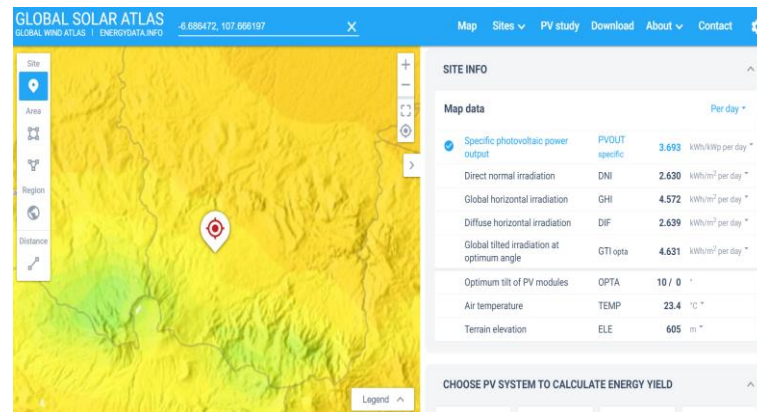 GLOBAL SOLAR ATLAS
GLOBAL WIND ATLAS | ENERGYDATA.INFO
-6.686472, 107.666197
Map Sites PV study Download About Contact
Site
Area
Region
Distance
Legend
SITE INFO
Map data Per day
Specific photovoltaic power output PVOUT specific 3.693 kWh/kWp per day
Direct normal irradiation DNI 2.630 kWh/m² per day
Global horizontal irradiation GHI 4.572 kWh/m² per day
Diffuse horizontal irradiation DIF 2.639 kWh/m² per day
Global tilted irradiation at optimum angle GTI opta 4.631 kWh/m² per day
Optimum tilt of PV modules OPTA 10 / 0 °
Air temperature TEMP 23.4 °C
Terrain elevation ELE 605 m
CHOOSE PV SYSTEM TO CALCULATE ENERGY YIELD